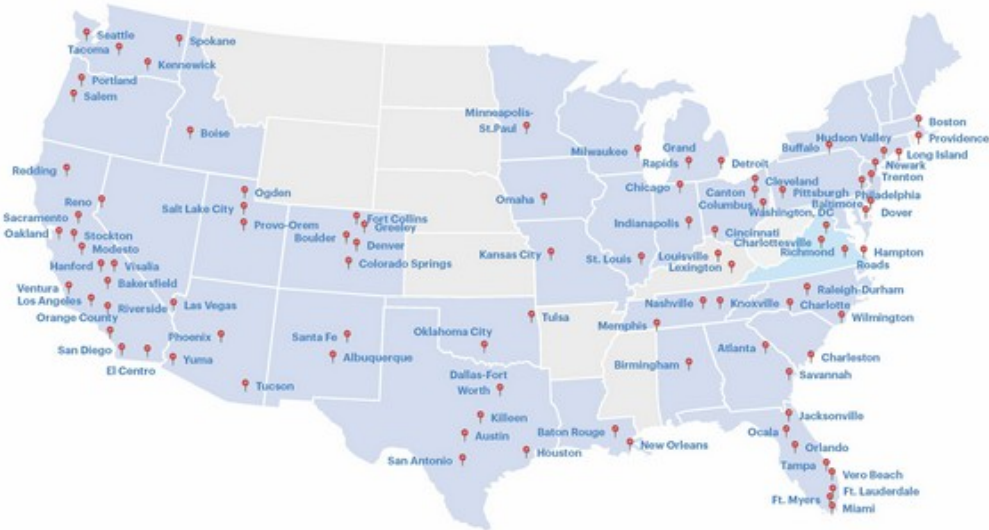 Seattle
Tacoma
Spokane
Kennewick
Portland
Salem
Boise
Redding
Reno
Sacramento
Oakland
Stockton
Modesto
Hanford
Visalia
Bakersfield
Ventura
Los Angeles
Riverside
Orange County
San Diego
El Centro
Las Vegas
Phoenix
Yuma
Tucson
Ogden
Salt Lake City
Provo-Orem
Fort Collins
Greeley
Boulder
Denver
Colorado Springs
Santa Fe
Albuquerque
Minneapolis-
St.Paul
Omaha
Kansas City
Tulsa
Oklahoma City
Dallas-Fort
Worth
Killeen
Austin
San Antonio
Houston
Baton Rouge
New Orleans
Milwaukee
Grand
Rapids
Detroit
Chicago
Indianapolis
St. Louis
Louisville
Lexington
Cincinnati
Cleveland
Canton
Columbus
Pittsburgh
Buffalo
Hudson Valley
Boston
Providence
Long Island
Newark
Trenton
Philadelphia
Baltimore
Washington, DC
Dover
Charlottesville
Richmond
Hampton
Roads
Nashville
Knoxville
Memphis
Raleigh-Durham
Charlotte
Wilmington
Birmingham
Atlanta
Charleston
Savannah
Jacksonville
Ocala
Orlando
Tampa
Vero Beach
Ft. Lauderdale
Ft. Myers
Miami